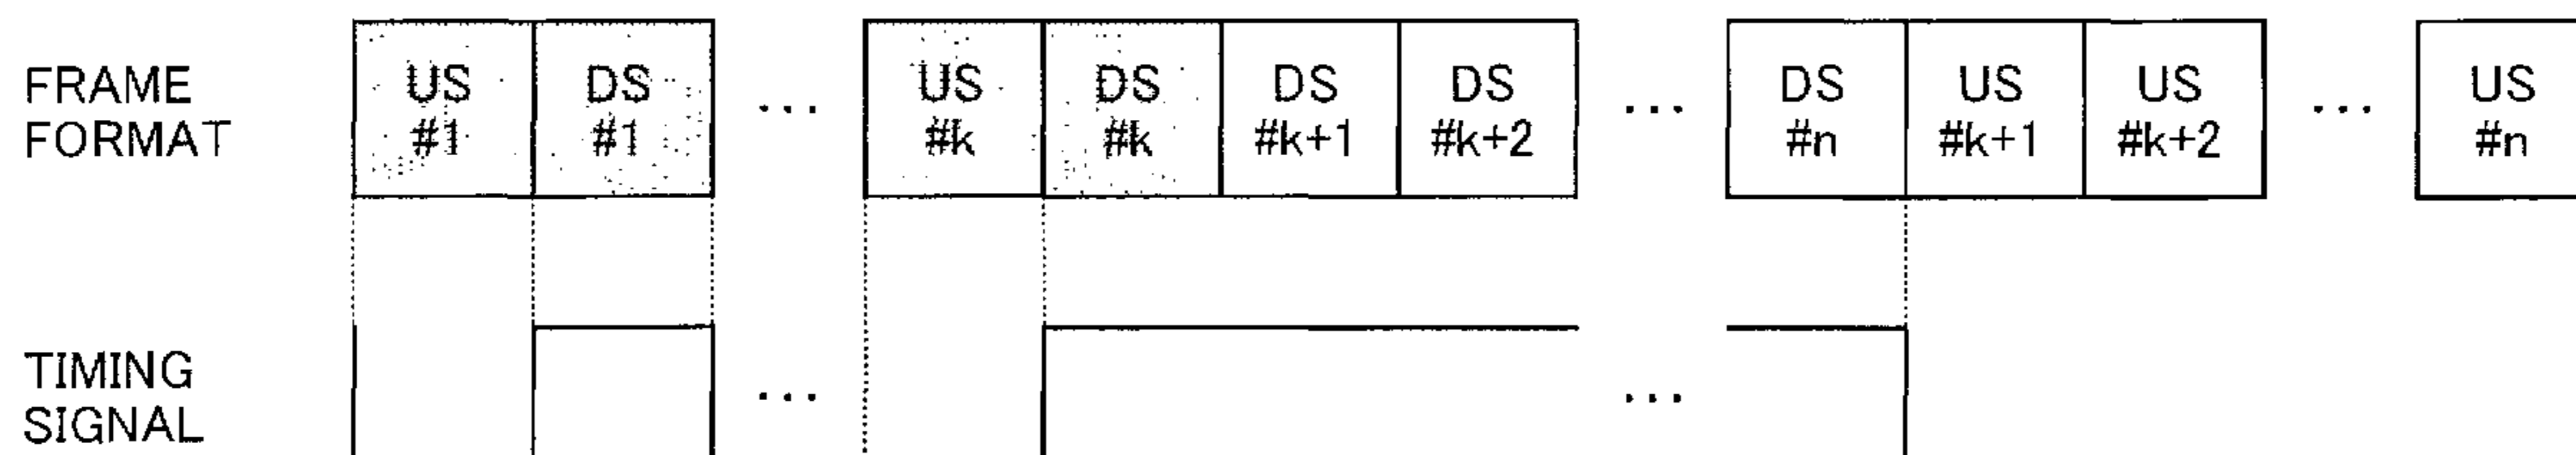 FRAME
FORMAT
US
#1
DS
#1
...
US
#k
DS
#k
DS
#k+1
DS
#k+2
...
DS
#n
US
#k+1
US
#k+2
...
US
#n
TIMING
SIGNAL
...
...